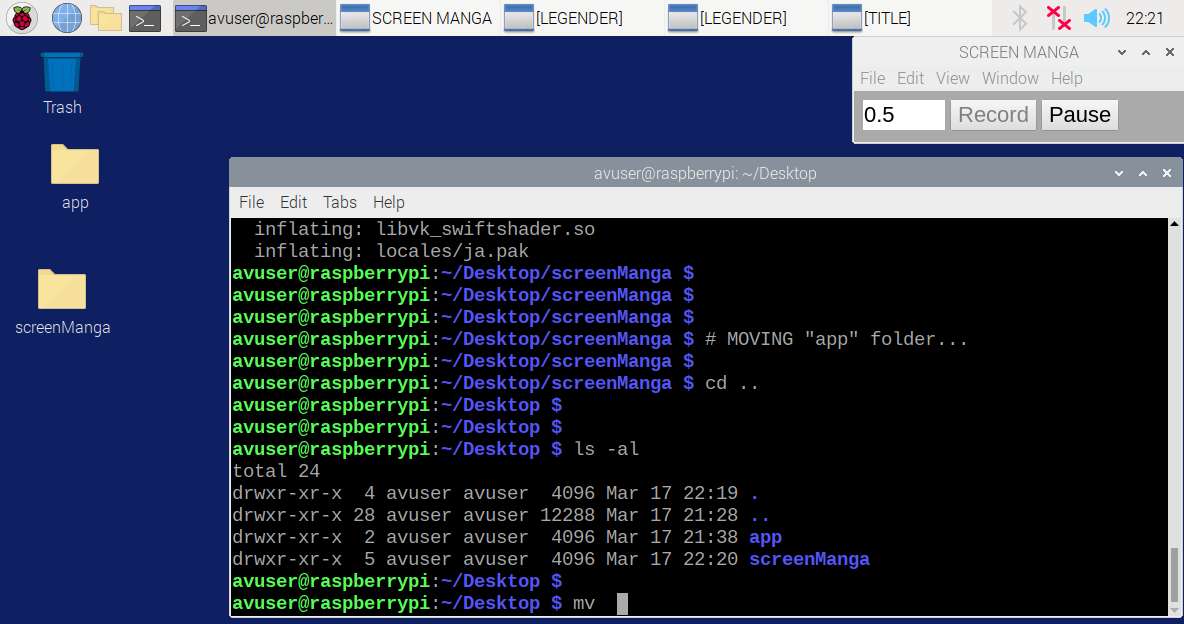 avuser@raspber... SCREEN MANGA [LEGENDER] [LEGENDER] [TITLE] 22:21
SCREEN MANGA
File Edit View Window Help
0.5 Record Pause
Trash
app
screenManga
avuser@raspberrypi: ~/Desktop
File Edit Tabs Help
inflating: libvk_swiftshader.so
inflating: locales/ja.pak
avuser@raspberrypi:~/Desktop/screenManga $
avuser@raspberrypi:~/Desktop/screenManga $
avuser@raspberrypi:~/Desktop/screenManga $
avuser@raspberrypi:~/Desktop/screenManga $ # MOVING "app" folder...
avuser@raspberrypi:~/Desktop/screenManga $
avuser@raspberrypi:~/Desktop/screenManga $ cd ..
avuser@raspberrypi:~/Desktop $
avuser@raspberrypi:~/Desktop $
avuser@raspberrypi:~/Desktop $ ls -al
total 24
drwxr-xr-x  4 avuser avuser  4096 Mar 17 22:19 .
drwxr-xr-x 28 avuser avuser 12288 Mar 17 21:28 ..
drwxr-xr-x  2 avuser avuser  4096 Mar 17 21:38 app
drwxr-xr-x  5 avuser avuser  4096 Mar 17 22:20 screenManga
avuser@raspberrypi:~/Desktop $
avuser@raspberrypi:~/Desktop $ mv